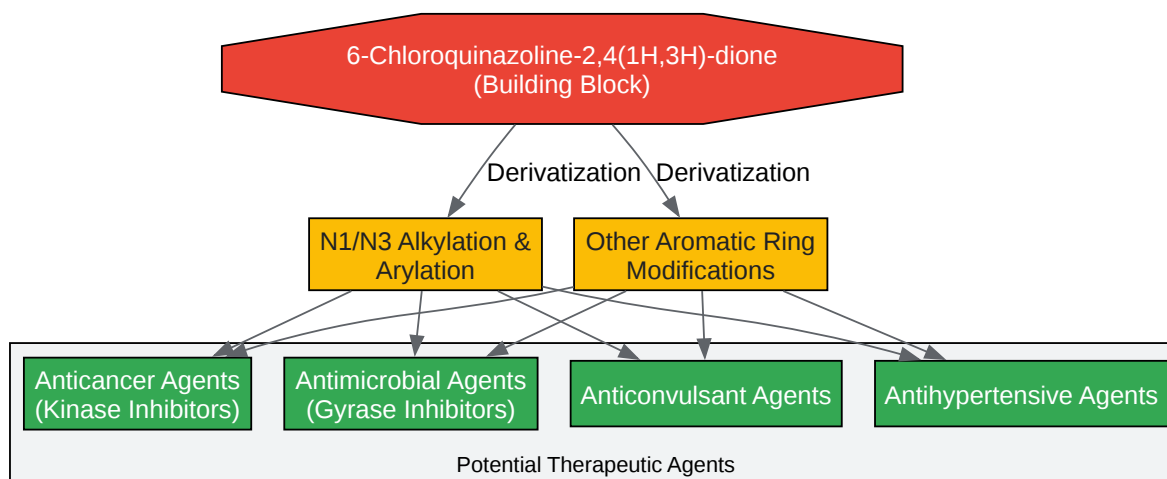 6-Chloroquinazoline-2,4(1H,3H)-dione
(Building Block)
Derivatization
Derivatization
N1/N3 Alkylation &
Arylation
Other Aromatic Ring
Modifications
Anticancer Agents
(Kinase Inhibitors)
Antimicrobial Agents
(Gyrase Inhibitors)
Anticonvulsant Agents
Antihypertensive Agents
Potential Therapeutic Agents